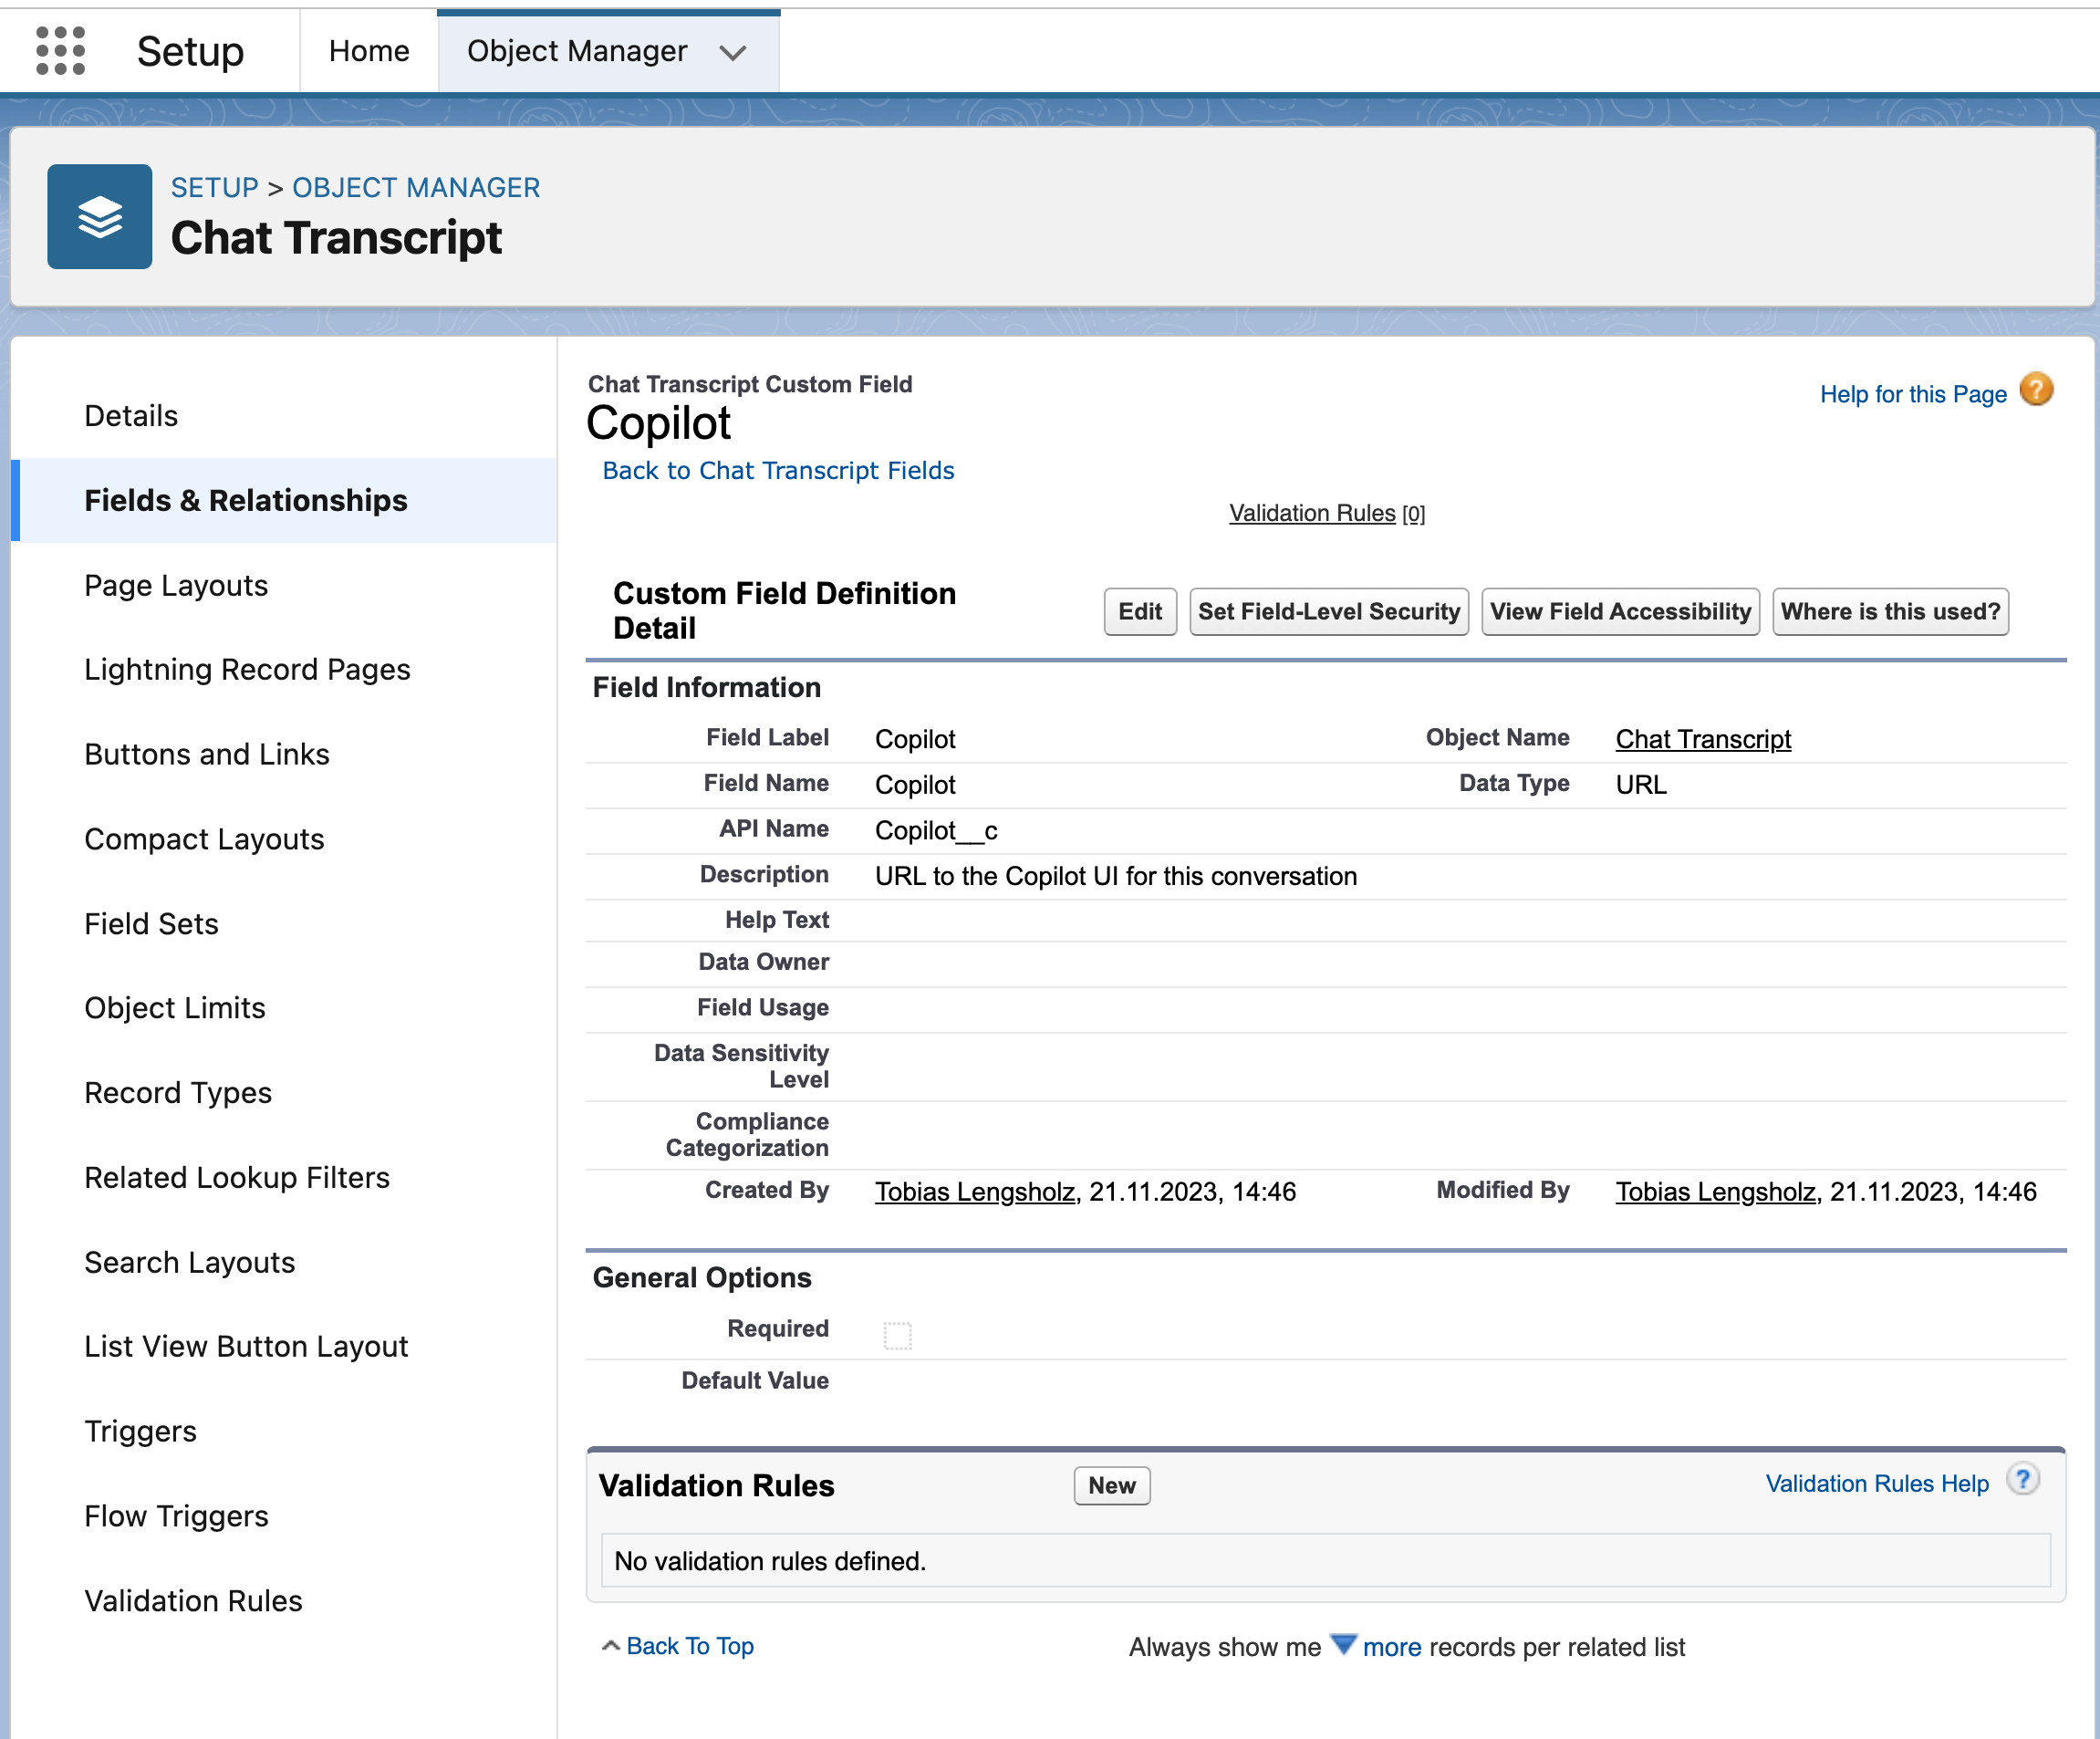 Setup
Home
Object Manager
SETUP > OBJECT MANAGER
Chat Transcript
Details
Fields & Relationships
Page Layouts
Lightning Record Pages
Buttons and Links
Compact Layouts
Field Sets
Object Limits
Record Types
Related Lookup Filters
Search Layouts
List View Button Layout
Triggers
Flow Triggers
Validation Rules
Chat Transcript Custom Field
Copilot
Help for this Page ?
Back to Chat Transcript Fields
Validation Rules [0]
Custom Field Definition
Detail
Edit
Set Field-Level Security
View Field Accessibility
Where is this used?
Field Information
Field Label Copilot Object Name Chat Transcript
Field Name Copilot Data Type URL
API Name Copilot__c
Description URL to the Copilot UI for this conversation
Help Text
Data Owner
Field Usage
Data Sensitivity
Level
Compliance
Categorization
Created By Tobias Lengsholz, 21.11.2023, 14:46 Modified By Tobias Lengsholz, 21.11.2023, 14:46
General Options
Required
Default Value
Validation Rules
New
Validation Rules Help ?
No validation rules defined.
Back To Top
Always show me more records per related list